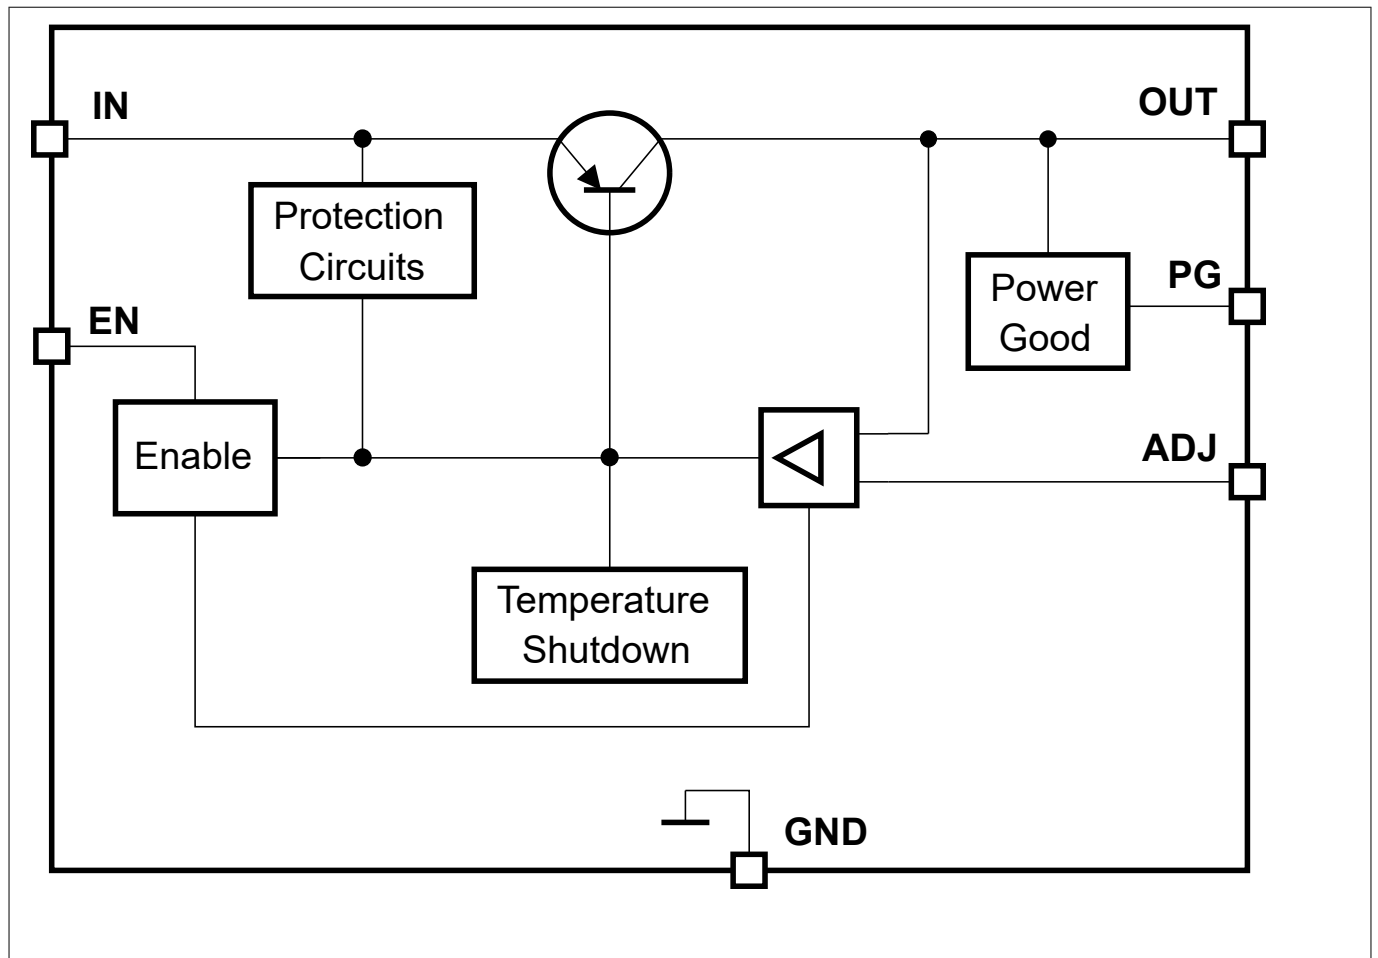 IN
OUT
Protection
Circuits
PG
Power
Good
EN
Enable
ADJ
Temperature
Shutdown
GND